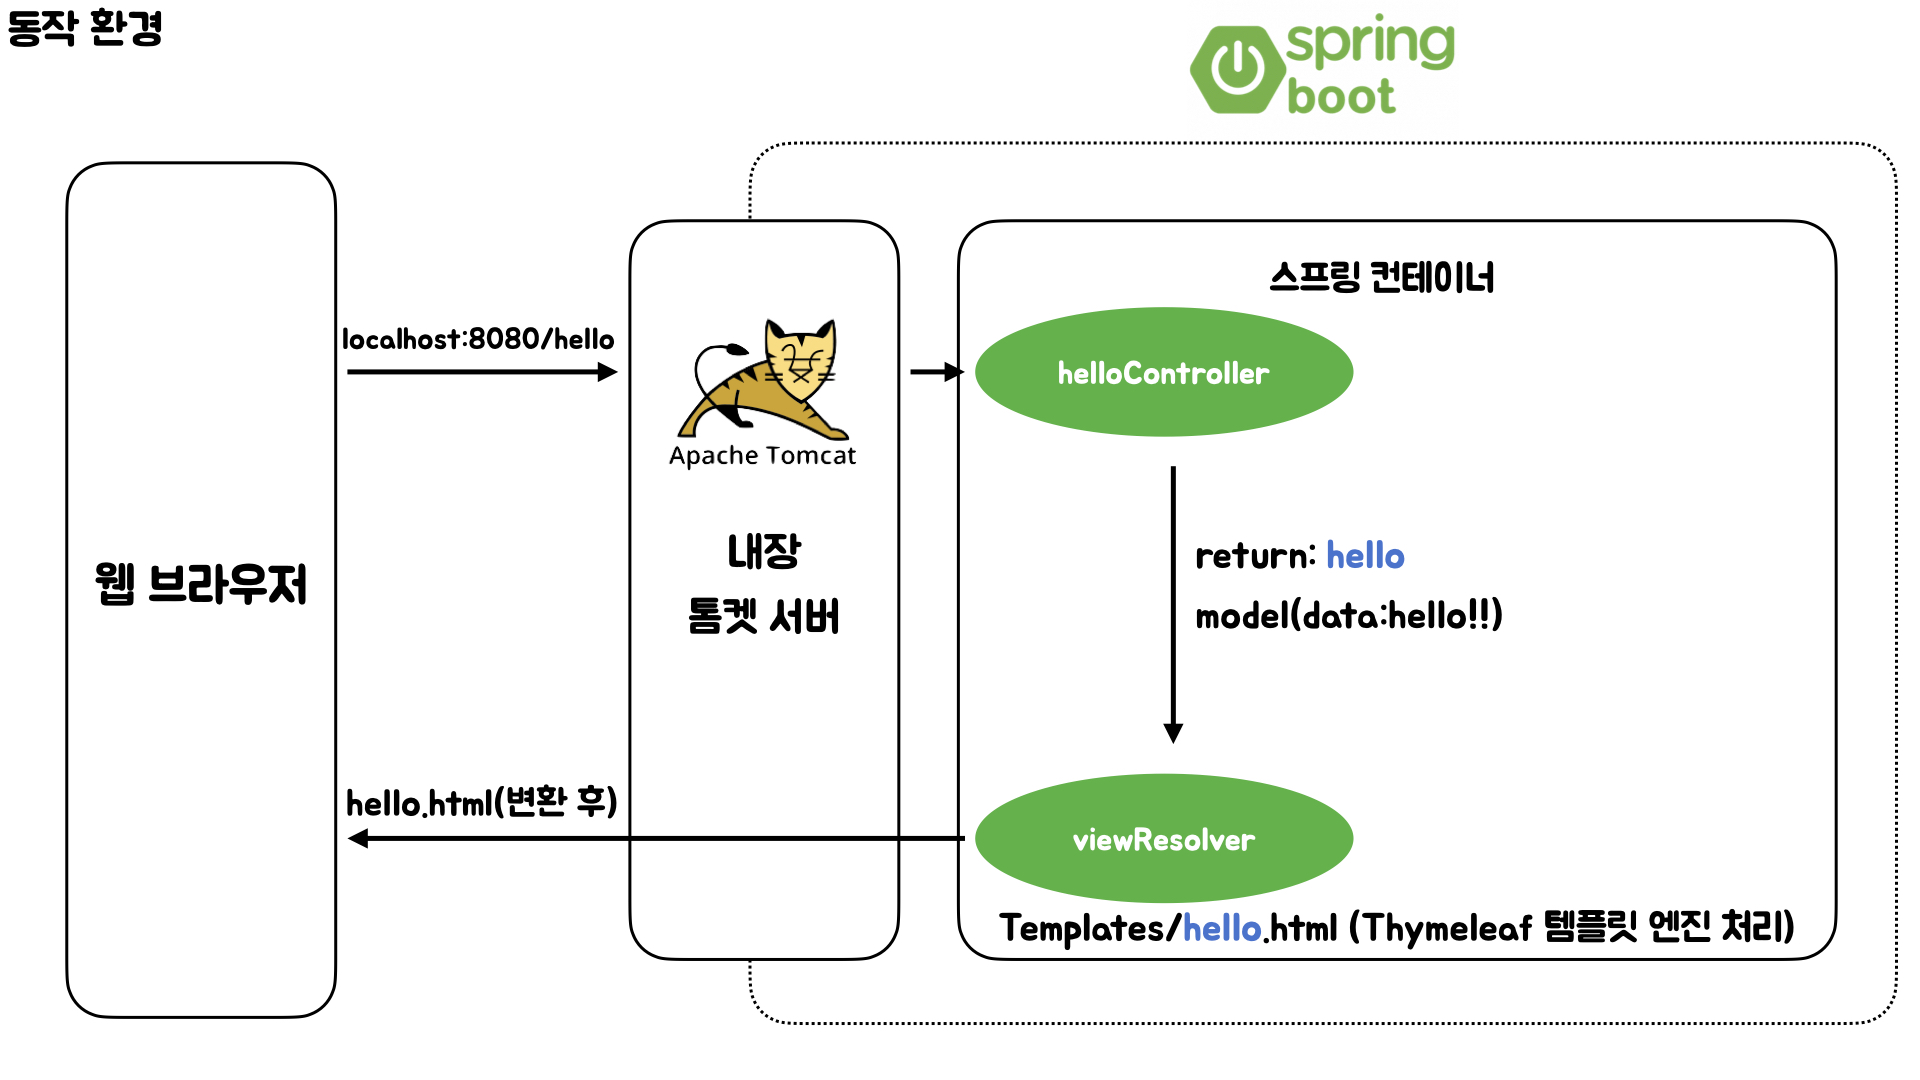 동작 환경
spring
boot
스프링 컨테이너
localhost:8080/hello
helloController
Apache Tomcat
return: hello
model(data:hello!!)
내장
톰켓 서버
웹 브라우저
hello.html(변환 후)
viewResolver
Templates/hello.html (Thymeleaf 템플릿 엔진 처리)